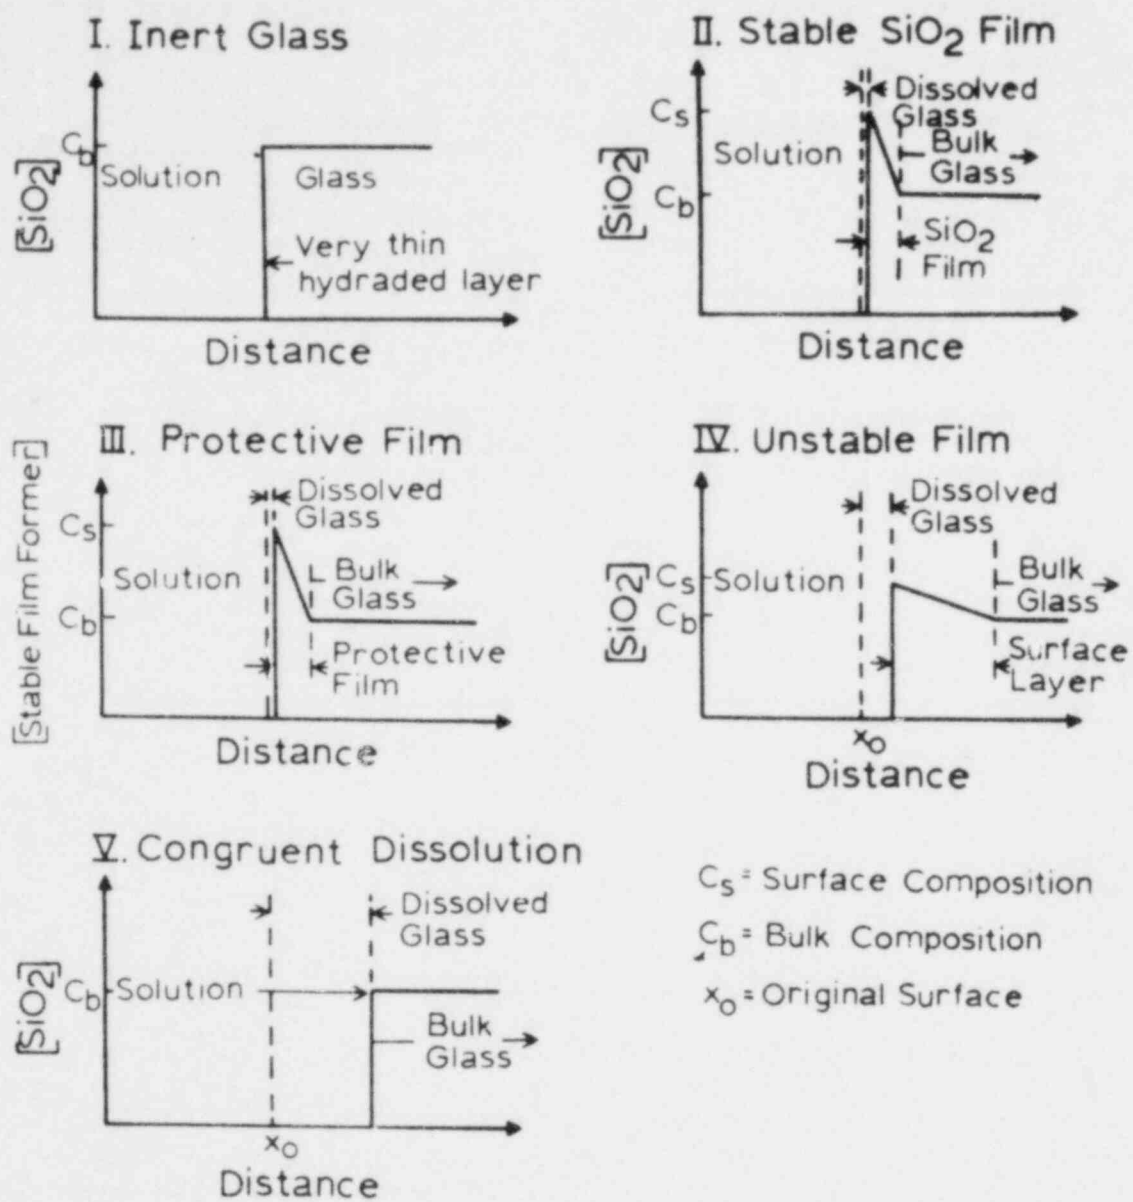 I. Inert Glass
Cb
Solution
Glass
Very thin
hydraded layer
[SiO2]
Distance
II. Stable SiO2 Film
Dissolved
Glass
Cs
Solution
Bulk
Glass
Cb
SiO2
Film
[SiO2]
Distance
III. Protective Film
Dissolved
Glass
Cs
Solution
Bulk
Glass
Cb
Protective
Film
[Stable Film Former]
Distance
IV. Unstable Film
Dissolved
Glass
Cs
Solution
Bulk
Glass
Cb
Surface
Layer
[SiO2]
xo
Distance
V. Congruent Dissolution
Dissolved
Glass
Cb
Solution
Bulk
Glass
[SiO2]
xo
Distance
Cs = Surface Composition
Cb = Bulk Composition
xo = Original Surface